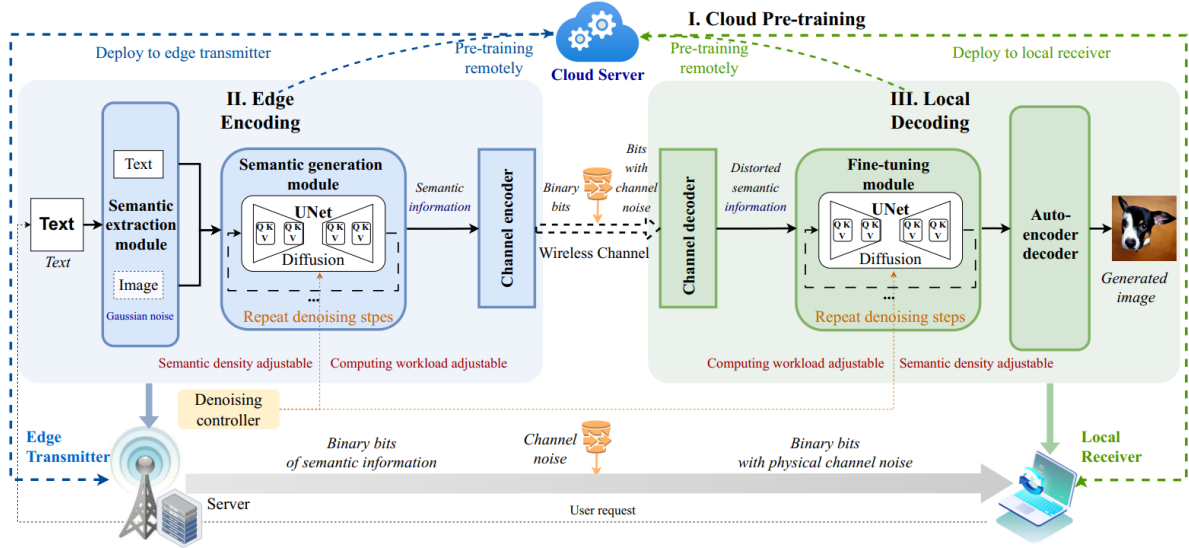 I. Cloud Pre-training
Deploy to edge transmitter
Pre-training
remotely
Cloud Server
Pre-training
remotely
Deploy to local receiver
II. Edge
Encoding
Text
Text
Text
Semantic
extraction
module
Image
Gaussian noise
Semantic generation
module
UNet
Q K
V
Q K
V
Q K
V
Q K
V
Diffusion
...
Repeat denoising stpes
Semantic
information
Channel encoder
Semantic density adjustable
Computing workload adjustable
Binary
bits
Bits
with
channel
noise
Wireless Channel
III. Local
Decoding
Channel decoder
Distorted
semantic
information
Fine-tuning
module
UNet
Q K
V
Q K
V
Q K
V
Q K
V
Diffusion
...
Repeat denoising steps
Auto-
encoder
decoder
Generated
image
Computing workload adjustable
Semantic density adjustable
Denoising
controller
Edge
Transmitter
Binary bits
of semantic information
Channel
noise
Binary bits
with physical channel noise
Local
Receiver
Server
User request